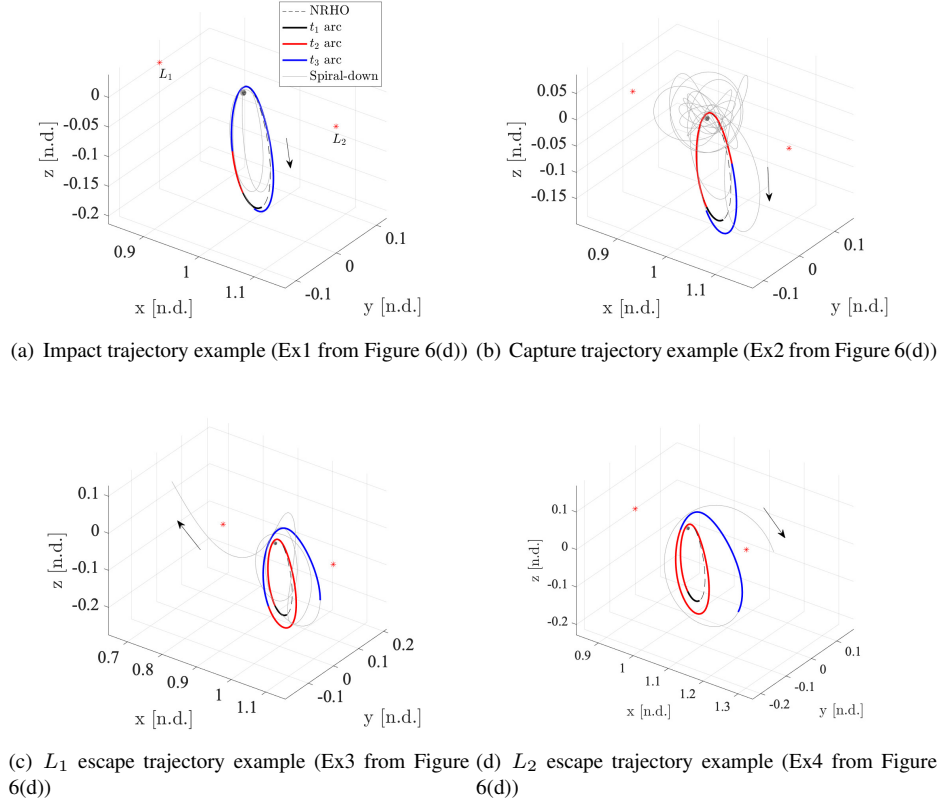 NRHO
t₁ arc
t₂ arc
t₃ arc
Spiral-down
L₁
L₂
0
-0.05
-0.1
-0.15
-0.2
z [n.d.]
0.9
1
1.1
x [n.d.]
-0.1
0
0.1
y [n.d.]
(a) Impact trajectory example (Ex1 from Figure 6(d))
0.05
0
-0.05
-0.1
-0.15
z [n.d.]
0.9
1
1.1
x [n.d.]
-0.1
0
0.1
y [n.d.]
(b) Capture trajectory example (Ex2 from Figure 6(d))
0.1
0
-0.1
-0.2
z [n.d.]
0.7
0.8
0.9
1
1.1
x [n.d.]
-0.1
0
0.1
0.2
y [n.d.]
(c) L₁ escape trajectory example (Ex3 from Figure
6(d))
0.1
0
-0.1
-0.2
z [n.d.]
0.9
1
1.1
1.2
1.3
x [n.d.]
-0.2
-0.1
0
0.1
y [n.d.]
(d) L₂ escape trajectory example (Ex4 from Figure
6(d))